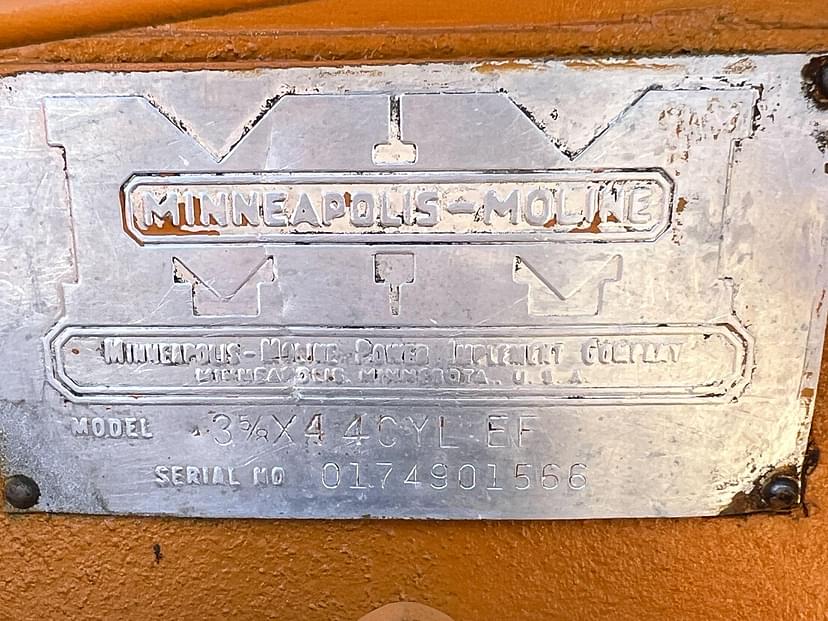 MINNEAPOLIS-MOLINE
MINNEAPOLIS-MOLINE POWER IMPLEMENT COMPANY
MINNEAPOLIS, MINNESOTA, U.S.A.
MODEL 3⅝X4 4CYL EF
SERIAL NO 0174901566